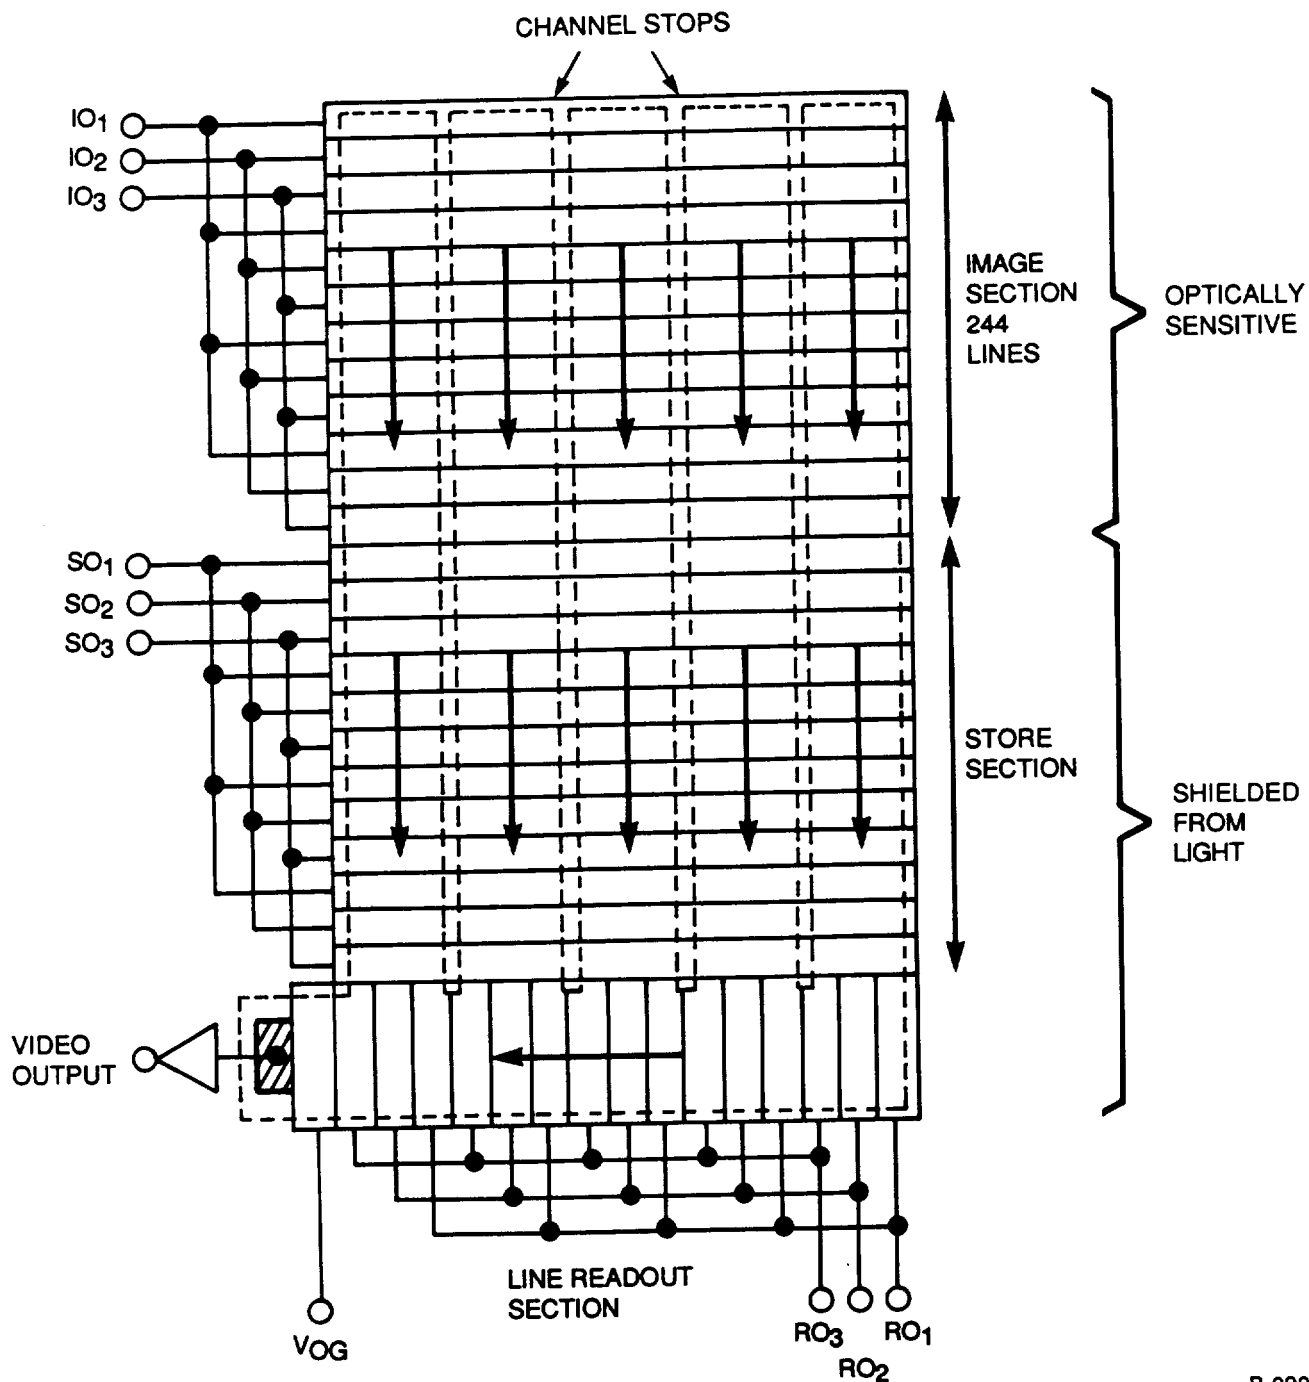 CHANNEL STOPS
IO1
IO2
IO3
IMAGE
SECTION
244
LINES
OPTICALLY
SENSITIVE
SO1
SO2
SO3
STORE
SECTION
SHIELDED
FROM
LIGHT
VIDEO
OUTPUT
LINE READOUT
SECTION
VOG
RO3
RO1
RO2